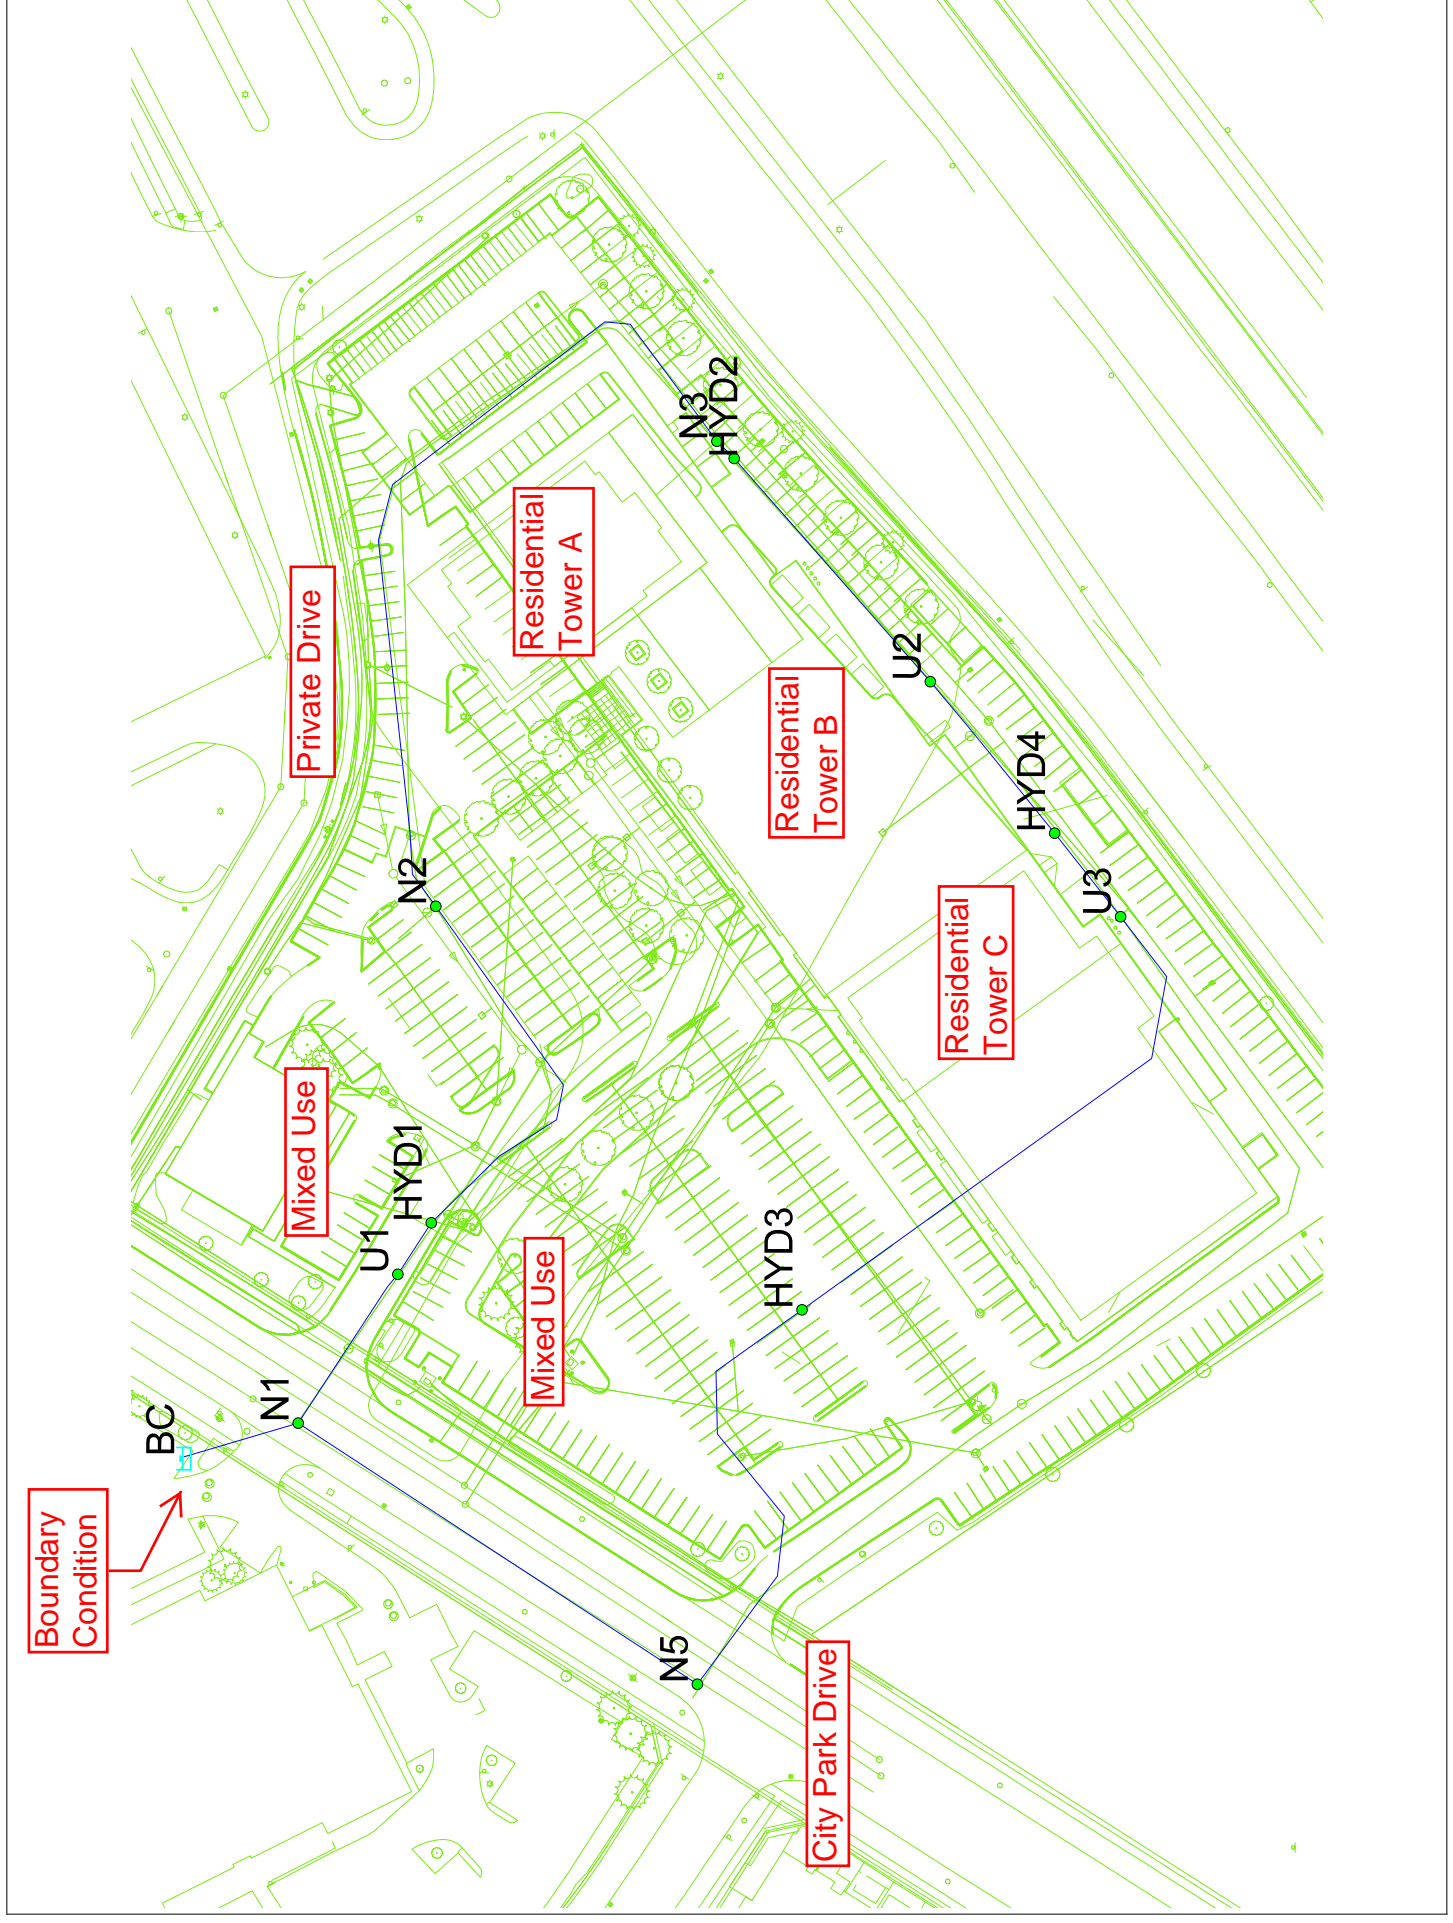 Boundary
Condition
BC
N1
U1
HYD1
Mixed Use
Mixed Use
N2
Private Drive
Residential
Tower A
N3
HYD2
Residential
Tower B
U2
HYD4
U3
Residential
Tower C
HYD3
N5
City Park Drive